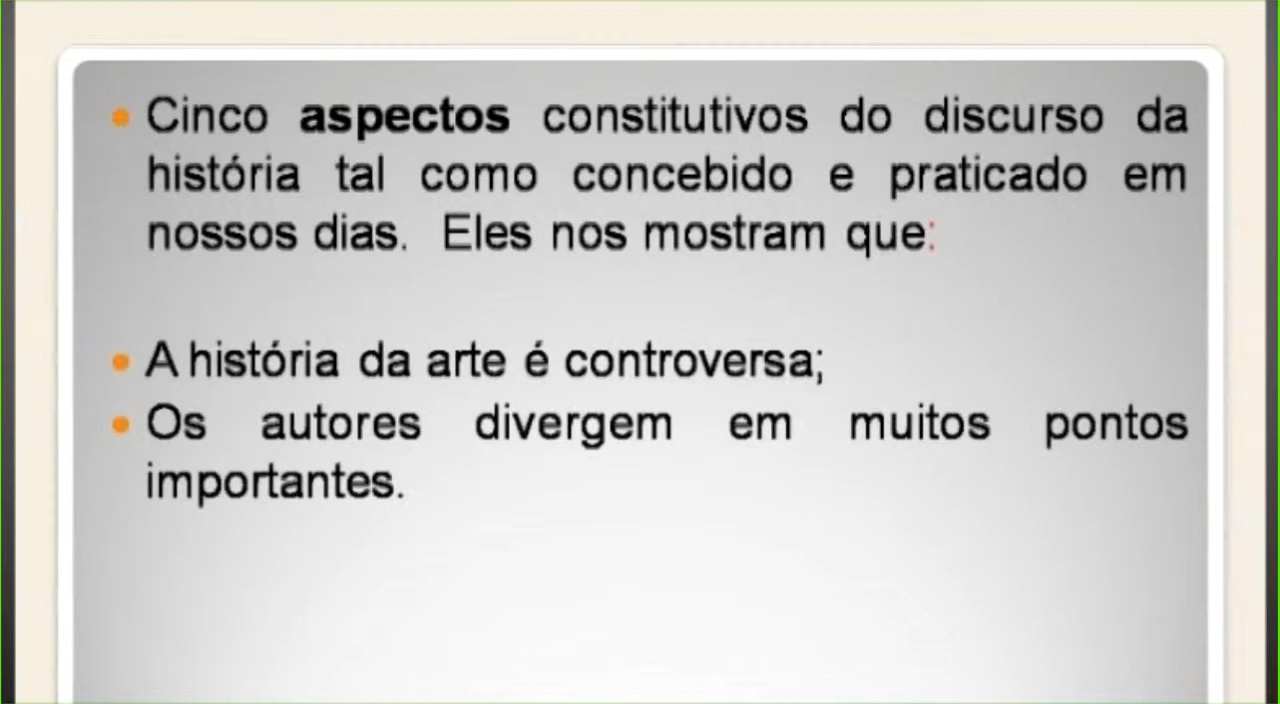 • Cinco aspectos constitutivos do discurso da
história tal como concebido e praticado em
nossos dias. Eles nos mostram que:
• A história da arte é controversa;
• Os autores divergem em muitos pontos
importantes.